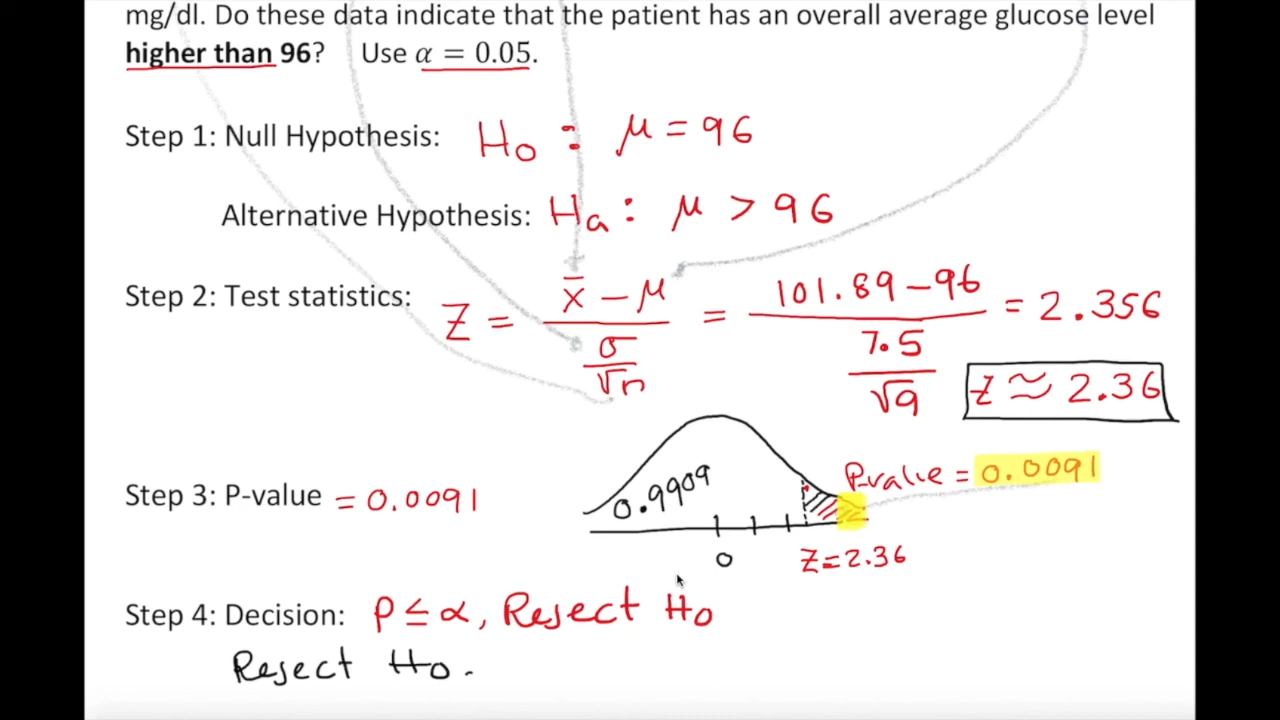 mg/dl. Do these data indicate that the patient has an overall average glucose level
higher than 96? Use α = 0.05.
Step 1: Null Hypothesis: H₀ : μ = 96
Alternative Hypothesis: Hₐ : μ > 96
Step 2: Test statistics: Z = (x̄ − μ) / (σ/√n) = (101.89 − 96) / (7.5/√9) = 2.356
Z ≈ 2.36
0.9909
P-value = 0.0091
Step 3: P-value = 0.0091
0
Z = 2.36
Step 4: Decision: P ≤ α, Reject H₀
Reject H₀.